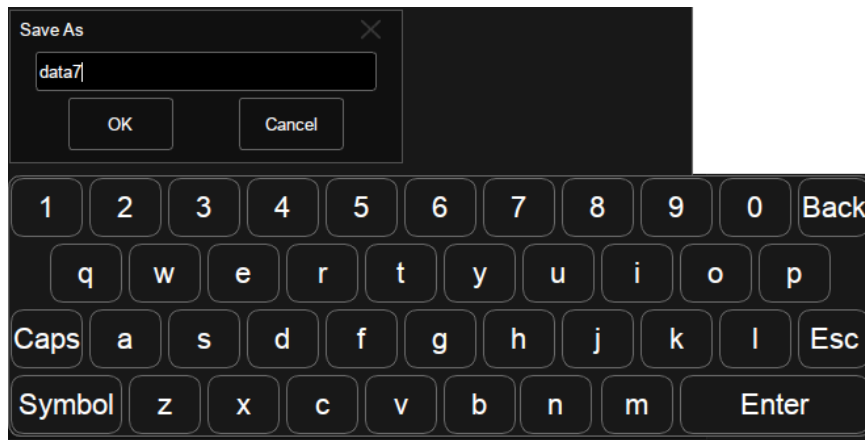 Save As
data7
OK Cancel
1 2 3 4 5 6 7 8 9 0 Back
q w e r t y u i o p
Caps a s d f g h j k l Esc
Symbol z x c v b n m Enter